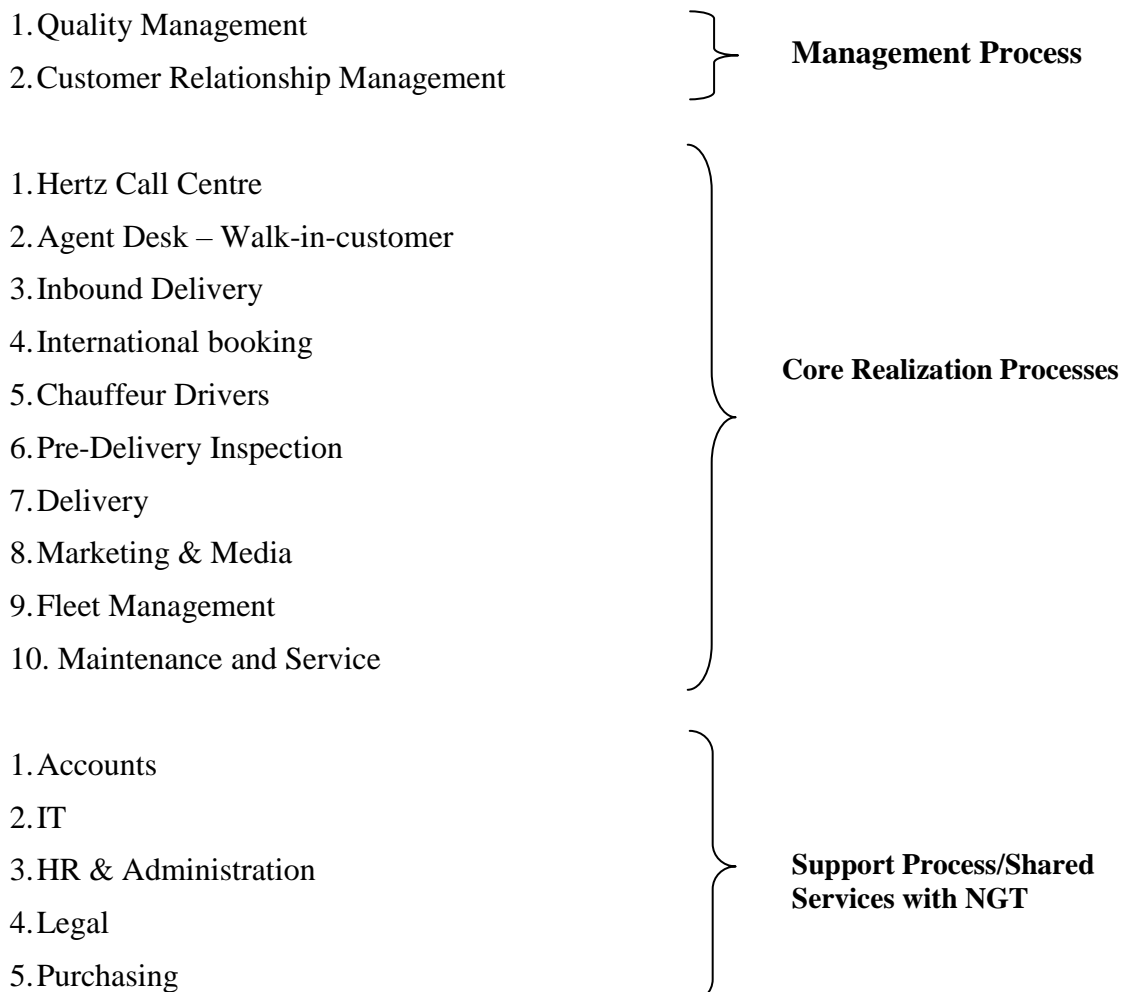 1.Quality Management
2.Customer Relationship Management
Management Process
1.Hertz Call Centre
2.Agent Desk – Walk-in-customer
3.Inbound Delivery
4.International booking
5.Chauffeur Drivers
6.Pre-Delivery Inspection
7.Delivery
8.Marketing & Media
9.Fleet Management
10. Maintenance and Service
Core Realization Processes
1.Accounts
2.IT
3.HR & Administration
4.Legal
5.Purchasing
Support Process/Shared
Services with NGT